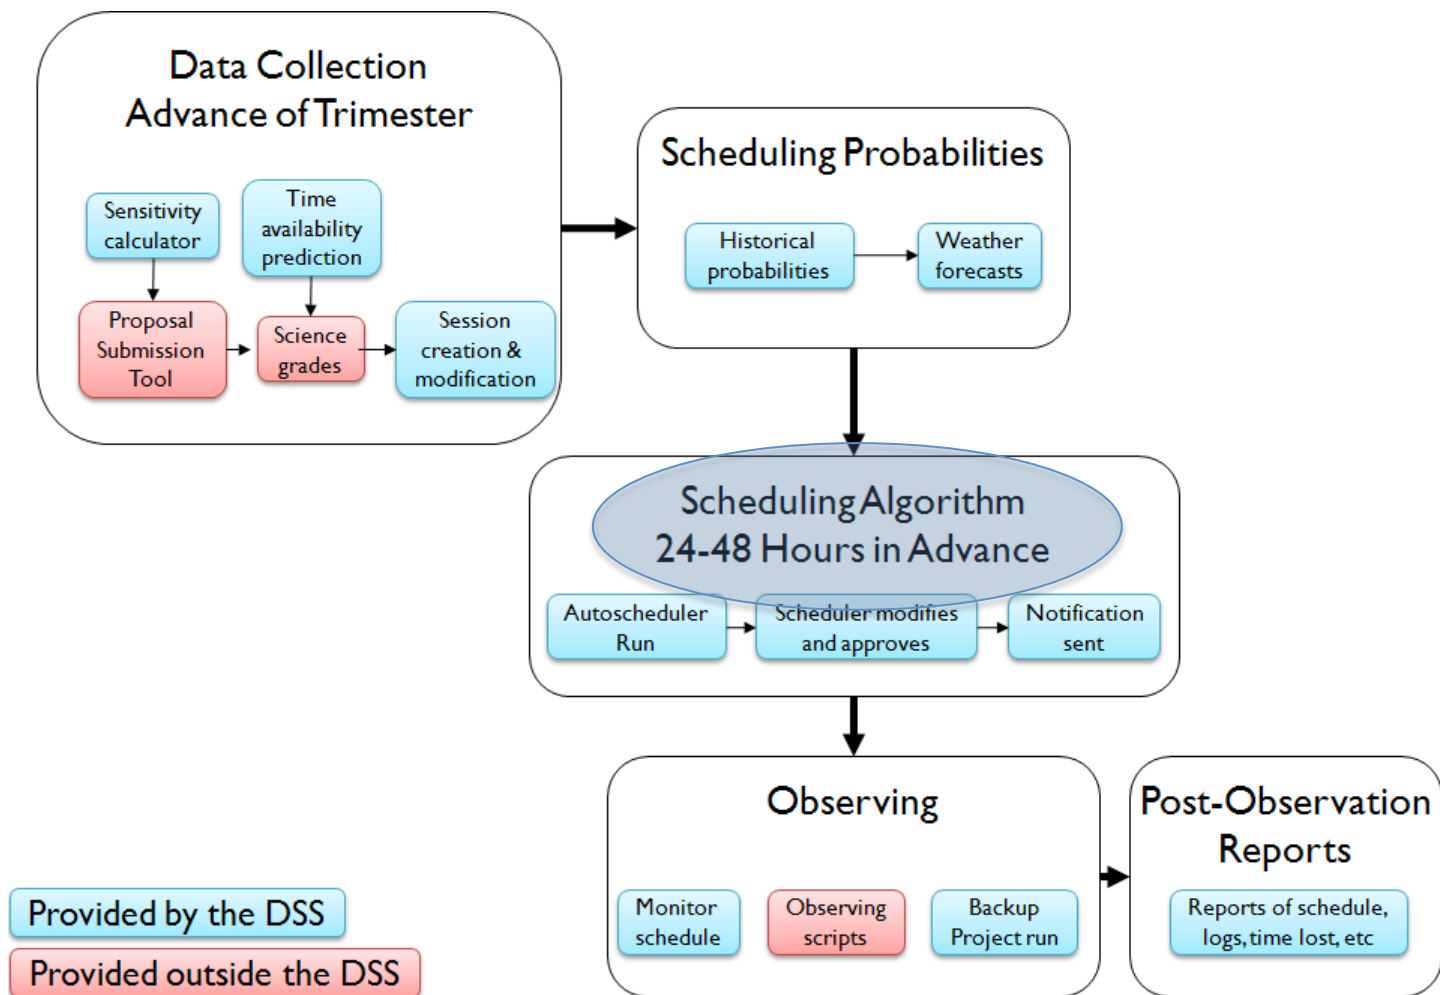 Data Collection
Advance of Trimester
Sensitivity
calculator
Time
availability
prediction
Proposal
Submission
Tool
Science
grades
Session
creation &
modification
Scheduling Probabilities
Historical
probabilities
Weather
forecasts
Scheduling Algorithm
24-48 Hours in Advance
Autoscheduler
Run
Scheduler modifies
and approves
Notification
sent
Observing
Monitor
schedule
Observing
scripts
Backup
Project run
Post-Observation
Reports
Reports of schedule,
logs, time lost, etc
Provided by the DSS
Provided outside the DSS